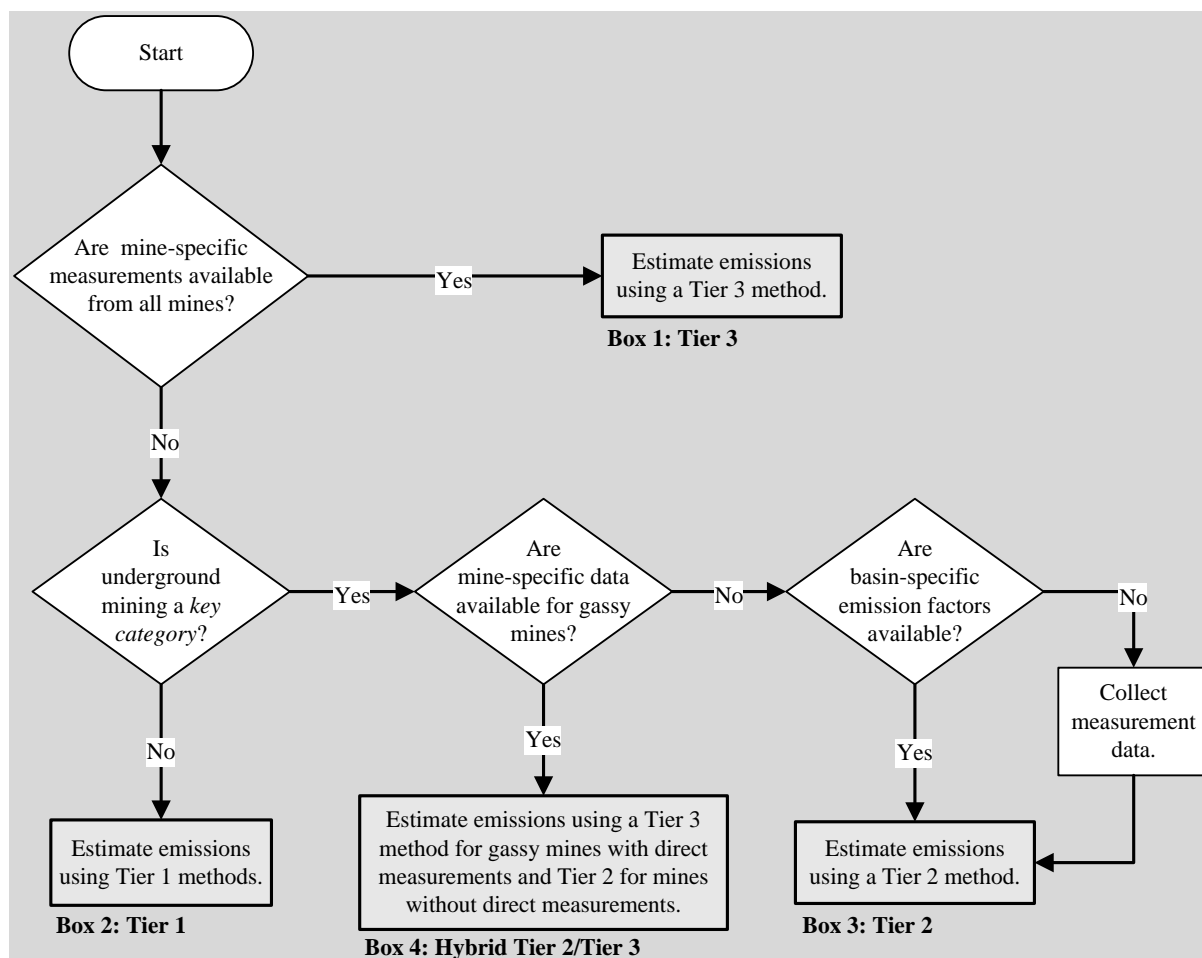 Start
Are mine-specific
measurements available
from all mines?
Yes
Estimate emissions
using a Tier 3 method.
Box 1: Tier 3
No
Is
underground
mining a key
category?
Yes
Are
mine-specific data
available for gassy
mines?
No
Are
basin-specific
emission factors
available?
No
Collect
measurement
data.
No
Yes
Yes
Estimate emissions
using Tier 1 methods.
Box 2: Tier 1
Estimate emissions using a Tier 3
method for gassy mines with direct
measurements and Tier 2 for mines
without direct measurements.
Box 4: Hybrid Tier 2/Tier 3
Estimate emissions
using a Tier 2 method.
Box 3: Tier 2